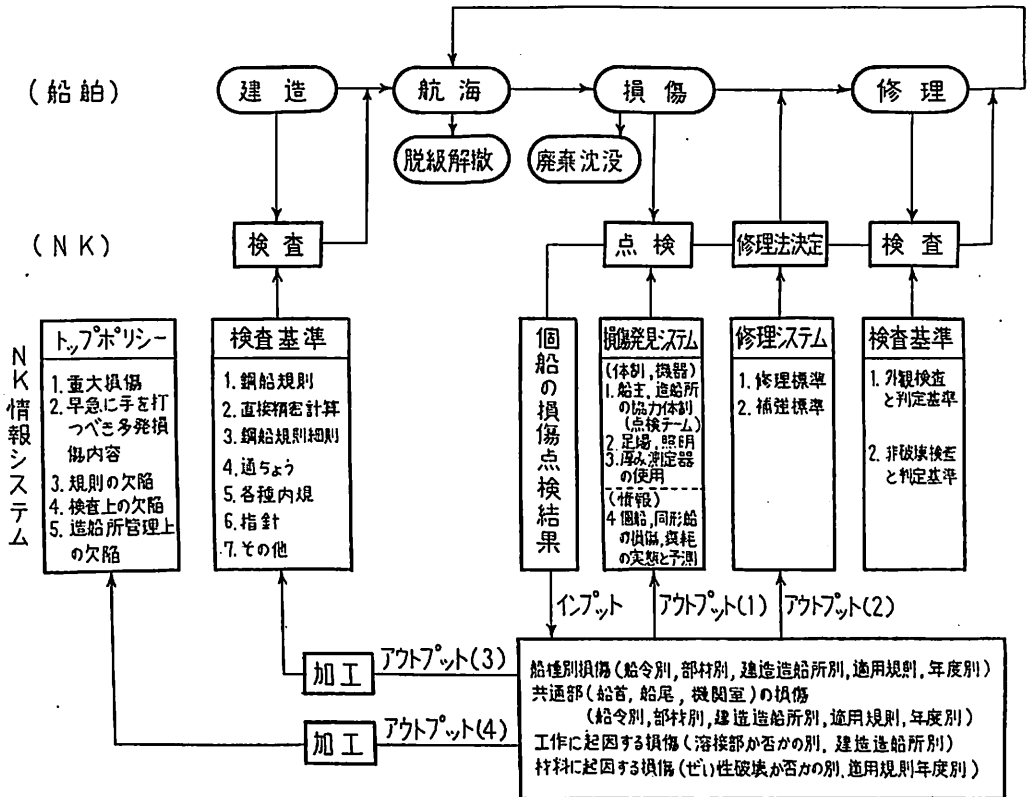 (船舶)
建造
航海
損傷
修理
脱級解撤
廃棄沈没
(NK)
検査
点検
修理法決定
検査
NK情報システム
トップポリシー
1. 重大損傷
2. 早急に手を打
つべき多発損
傷内容
3. 規則の欠陥
4. 検査上の欠陥
5. 造船所管理上
の欠陥
検査基準
1. 鋼船規則
2. 直接精密計算
3. 鋼船規則細則
4. 通ちょう
5. 各種内規
6. 指針
7. その他
個船の損傷点検結果
損傷発見システム
(体制,機器)
1. 船主,造船所
の協力体制
(点検チーム)
2. 足場,照明
3. 厚み測定器
の使用
(情報)
4 個船,同形船
の損傷,衰耗
の実態と予測
修理システム
1. 修理標準
2. 補強標準
検査基準
1. 外観検査
と判定基準
2. 非破壊検査
と判定基準
インプット
アウトプット(1)
アウトプット(2)
加工
アウトプット(3)
加工
アウトプット(4)
船種別損傷(船令別,部材別,建造造船所別,適用規則,年度別)
共通部(船首,船尾,機関室)の損傷
(船令別,部材別,建造造船所別,適用規則,年度別)
工作に起因する損傷(溶接部か否かの別,建造造船所別)
材料に起因する損傷(ぜい性破壊か否かの別,適用規則年度別)